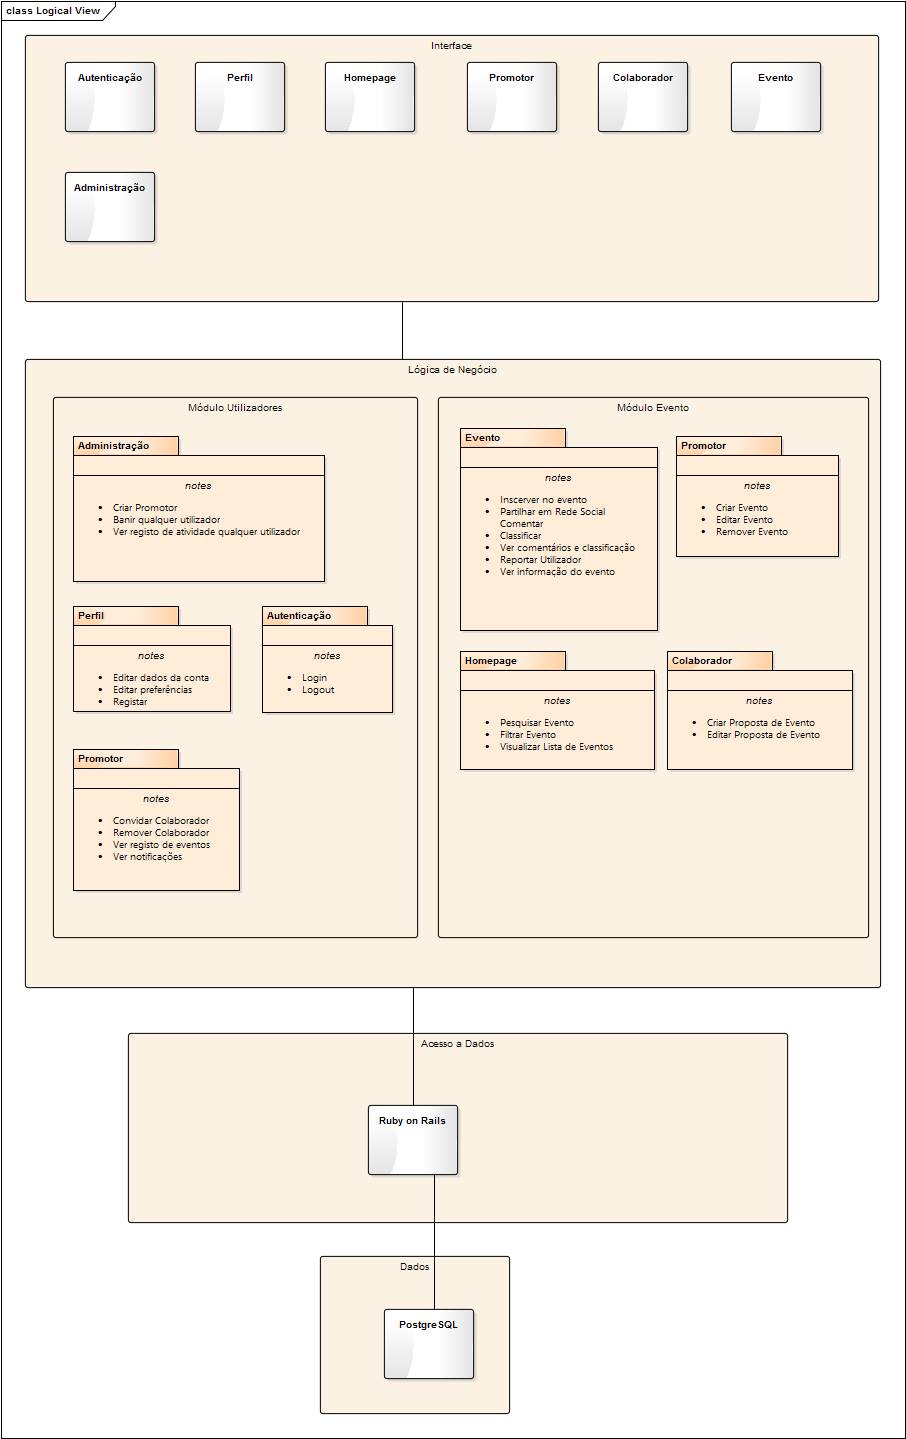 class Logical View
Interface
Autenticação
Perfil
Homepage
Promotor
Colaborador
Evento
Administração
Lógica de Negócio
Módulo Utilizadores
Administração
notes
• Criar Promotor
• Banir qualquer utilizador
• Ver registo de atividade qualquer utilizador
Perfil
notes
• Editar dados da conta
• Editar preferências
• Registar
Autenticação
notes
• Login
• Logout
Promotor
notes
• Convidar Colaborador
• Remover Colaborador
• Ver registo de eventos
• Ver notificações
Módulo Evento
Evento
notes
• Inscerver no evento
• Partilhar em Rede Social
Comentar
• Classificar
• Ver comentários e classificação
• Reportar Utilizador
• Ver informação do evento
Promotor
notes
• Criar Evento
• Editar Evento
• Remover Evento
Homepage
notes
• Pesquisar Evento
• Filtrar Evento
• Visualizar Lista de Eventos
Colaborador
notes
• Criar Proposta de Evento
• Editar Proposta de Evento
Acesso a Dados
Ruby on Rails
Dados
PostgreSQL